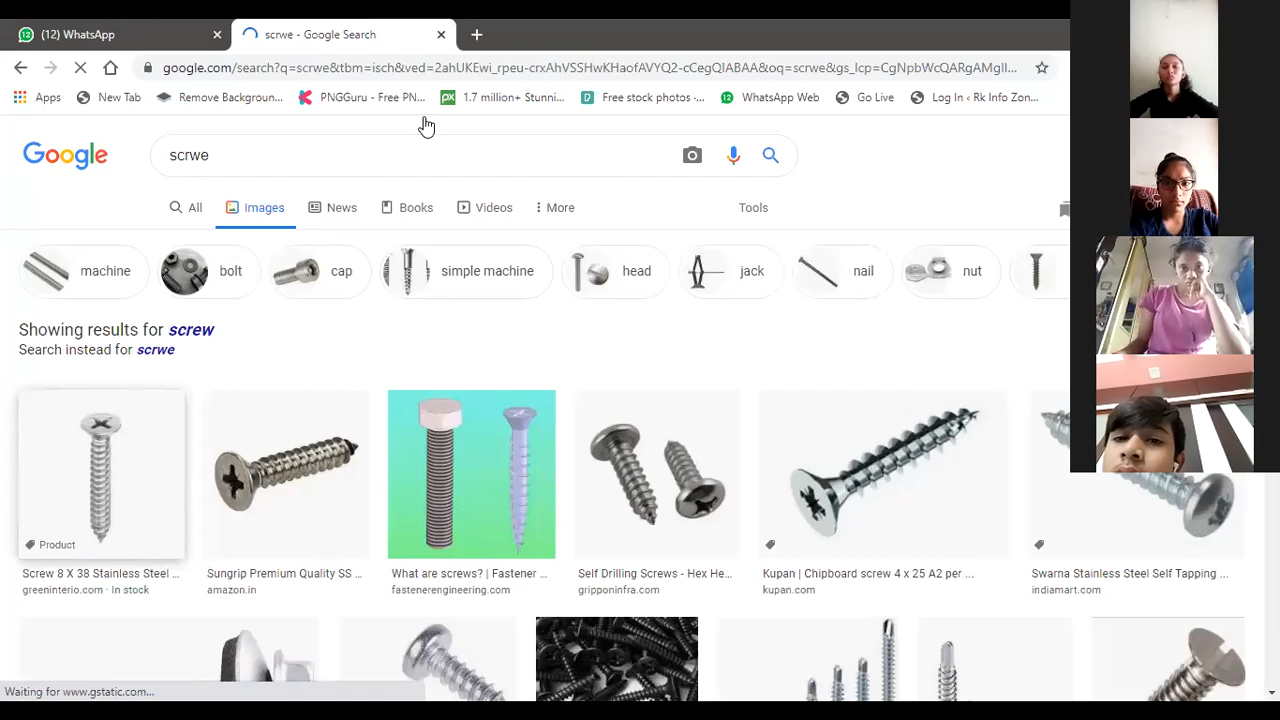 (12) WhatsApp
scrwe - Google Search
google.com/search?q=scrwe&tbm=isch&ved=2ahUKEwi_rpeu-crxAhVSSHwKHaofAVYQ2-cCegQIABAA&oq=scrwe&gs_lcp=CgNpbWcQARgAMgII...
Apps
New Tab
Remove Backgroun...
PNGGuru - Free PN...
1.7 million+ Stunni...
Free stock photos ·...
WhatsApp Web
Go Live
Log In ‹ Rk Info Zon...
Google
scrwe
All
Images
News
Books
Videos
More
Tools
machine
bolt
cap
simple machine
head
jack
nail
nut
Showing results for screw
Search instead for scrwe
Product
Screw 8 X 38 Stainless Steel ...
greeninterio.com · In stock
Sungrip Premium Quality SS ...
amazon.in
What are screws? | Fastener ...
fastenerengineering.com
Self Drilling Screws - Hex He...
gripponinfra.com
Kupan | Chipboard screw 4 x 25 A2 per ...
kupan.com
Swarna Stainless Steel Self Tapping ...
indiamart.com
Waiting for www.gstatic.com...